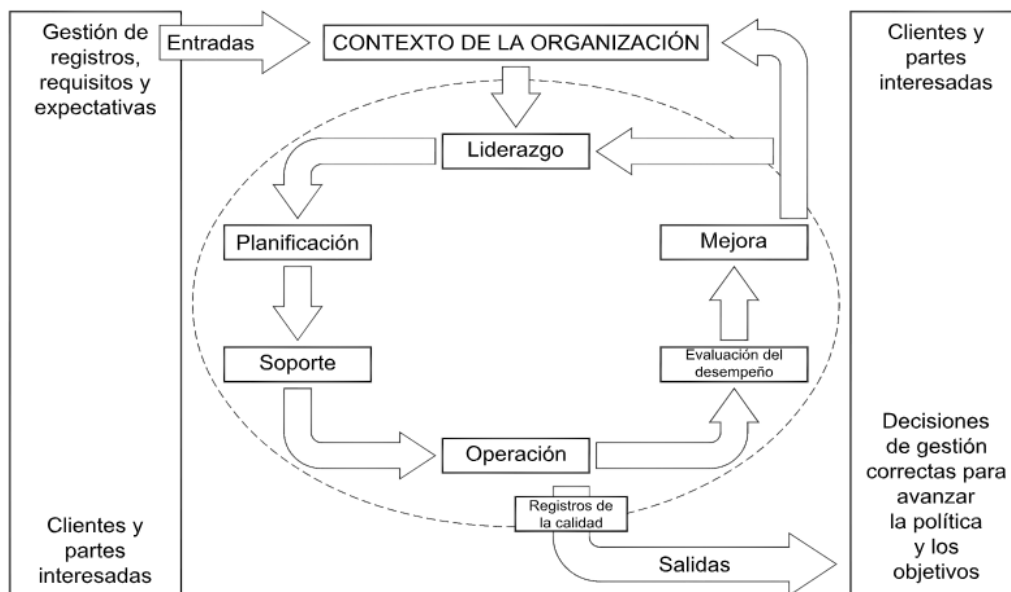 Gestión de
registros,
requisitos y
expectativas
Entradas
CONTEXTO DE LA ORGANIZACIÓN
Clientes y
partes
interesadas
Liderazgo
Planificación
Mejora
Soporte
Evaluación del
desempeño
Operación
Registros de
la calidad
Salidas
Clientes y
partes
interesadas
Decisiones
de gestión
correctas para
avanzar
la política
y los
objetivos